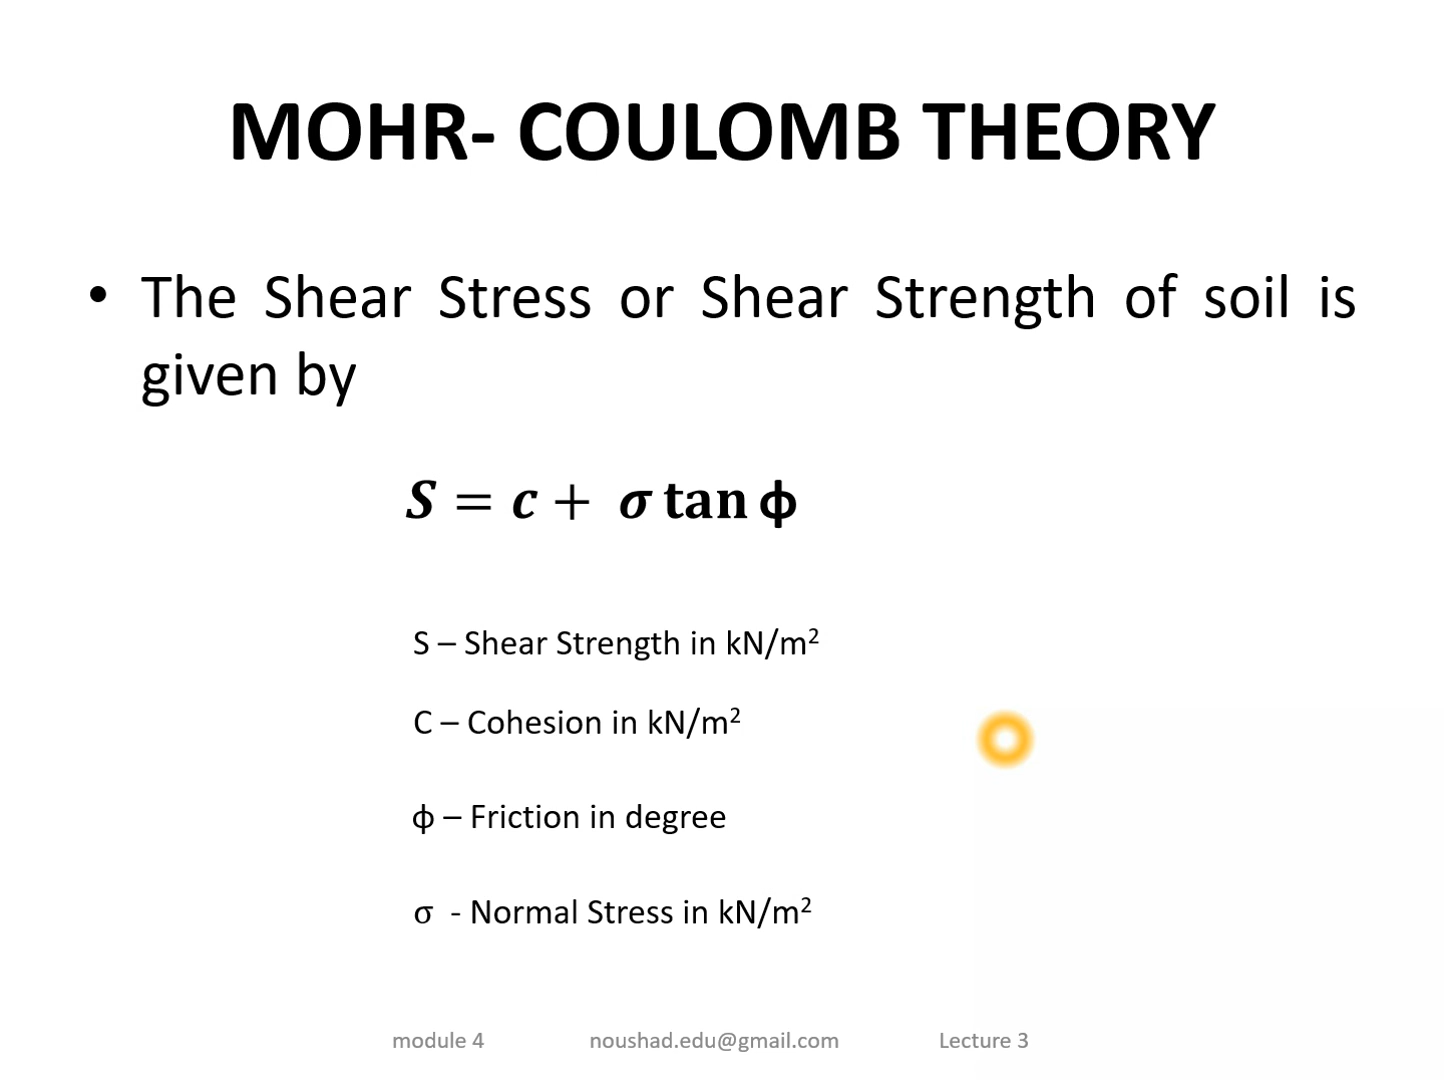 MOHR- COULOMB THEORY
• The Shear Stress or Shear Strength of soil is
given by
S = c + σ tan ϕ
S – Shear Strength in kN/m²
C – Cohesion in kN/m²
ϕ – Friction in degree
σ - Normal Stress in kN/m²
module 4 noushad.edu@gmail.com Lecture 3